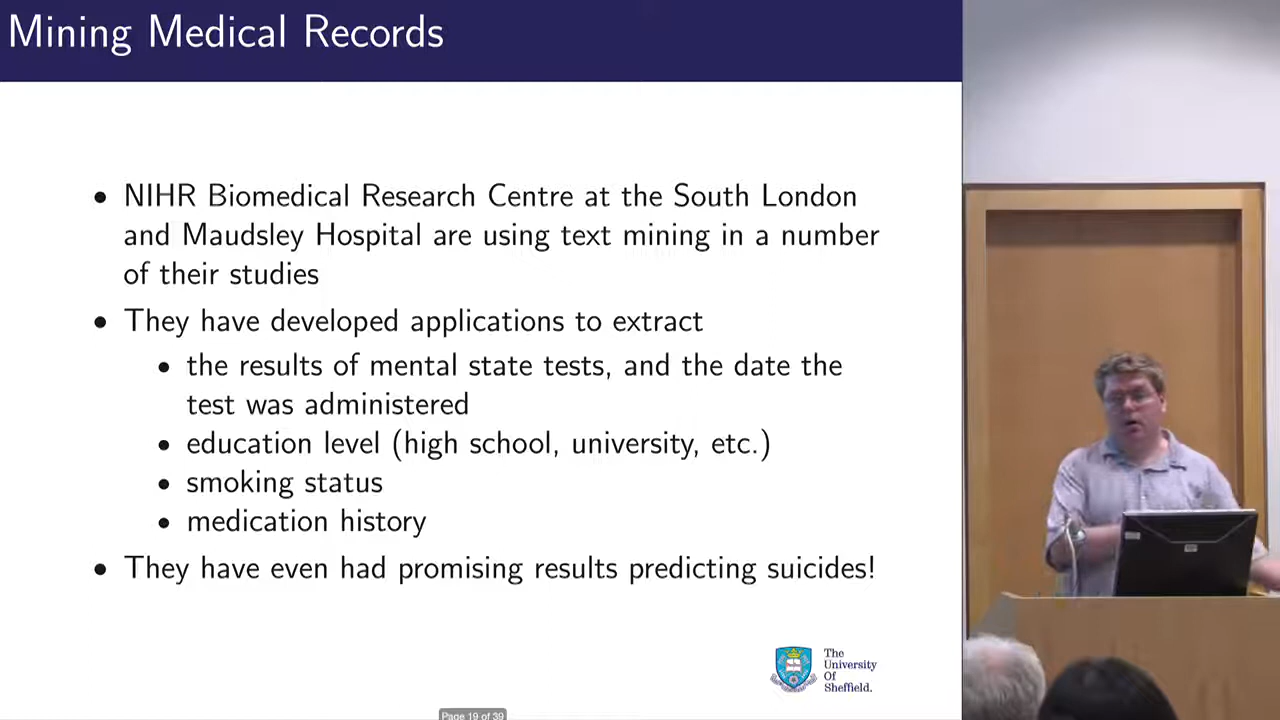 Mining Medical Records
• NIHR Biomedical Research Centre at the South London
and Maudsley Hospital are using text mining in a number
of their studies
• They have developed applications to extract
• the results of mental state tests, and the date the
test was administered
• education level (high school, university, etc.)
• smoking status
• medication history
• They have even had promising results predicting suicides!
The
University
Of
Sheffield.
Page 19 of 39